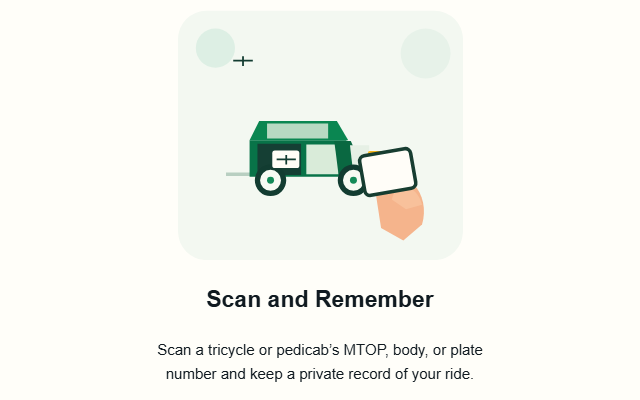 Scan and Remember
Scan a tricycle or pedicab’s MTOP, body, or plate
number and keep a private record of your ride.